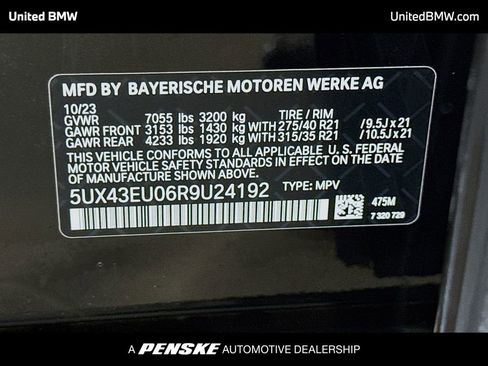 United BMW
UnitedBMW.com
MFD BY BAYERISCHE MOTOREN WERKE AG
10/23
GVWR 7055 lbs 3200 kg TIRE / RIM
GAWR FRONT 3153 lbs 1430 kg WITH 275/40 R21 / 9.5J x 21
GAWR REAR 4233 lbs 1920 kg WITH 315/35 R21 / 10.5J x 21
THIS VEHICLE CONFORMS TO ALL APPLICABLE U.S. FEDERAL
MOTOR VEHICLE SAFETY STANDARDS IN EFFECT ON THE DATE OF
MANUFACTURE SHOWN ABOVE.
5UX43EU06R9U24192 TYPE: MPV
475M
7 320 729
A PENSKE AUTOMOTIVE DEALERSHIP